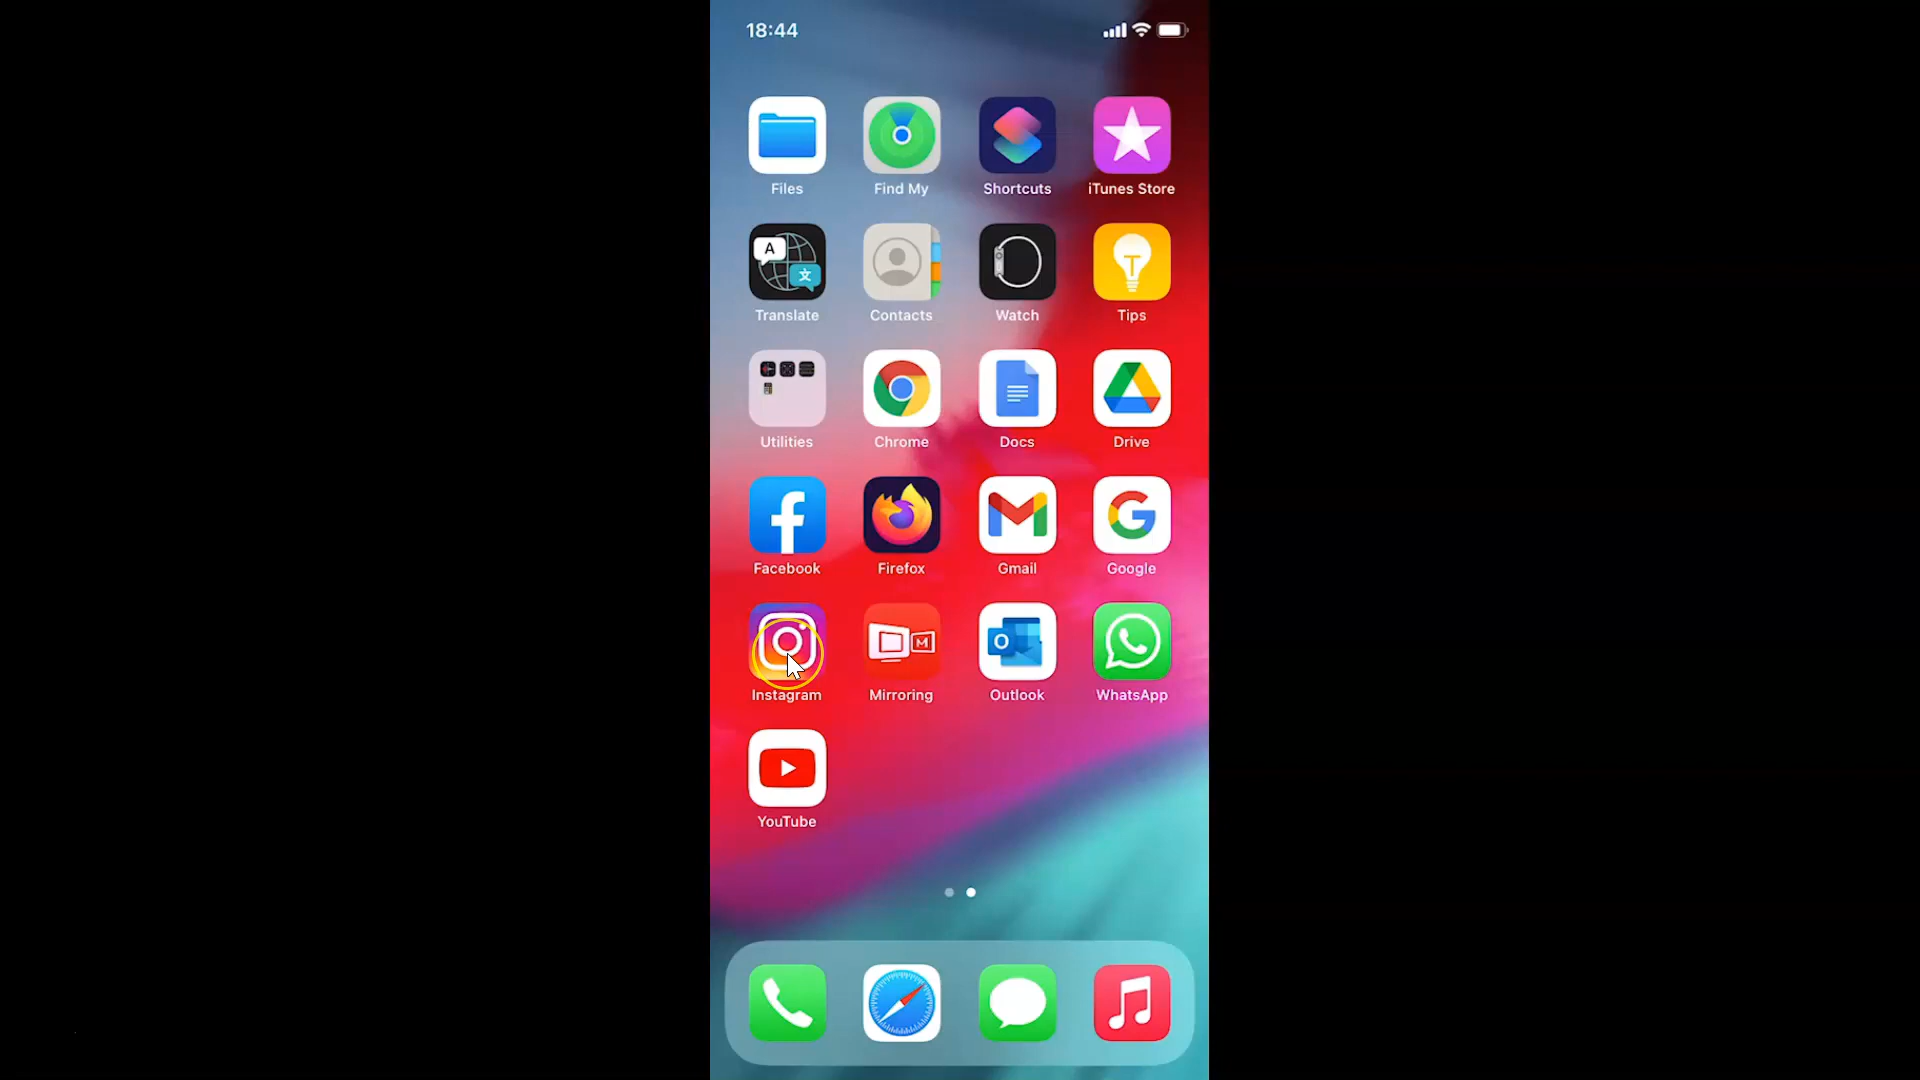 18:44
Files Find My Shortcuts iTunes Store
A
文
T
Translate Contacts Watch Tips
Utilities Chrome Docs Drive
Facebook Firefox Gmail Google
M
O
Instagram Mirroring Outlook WhatsApp
YouTube